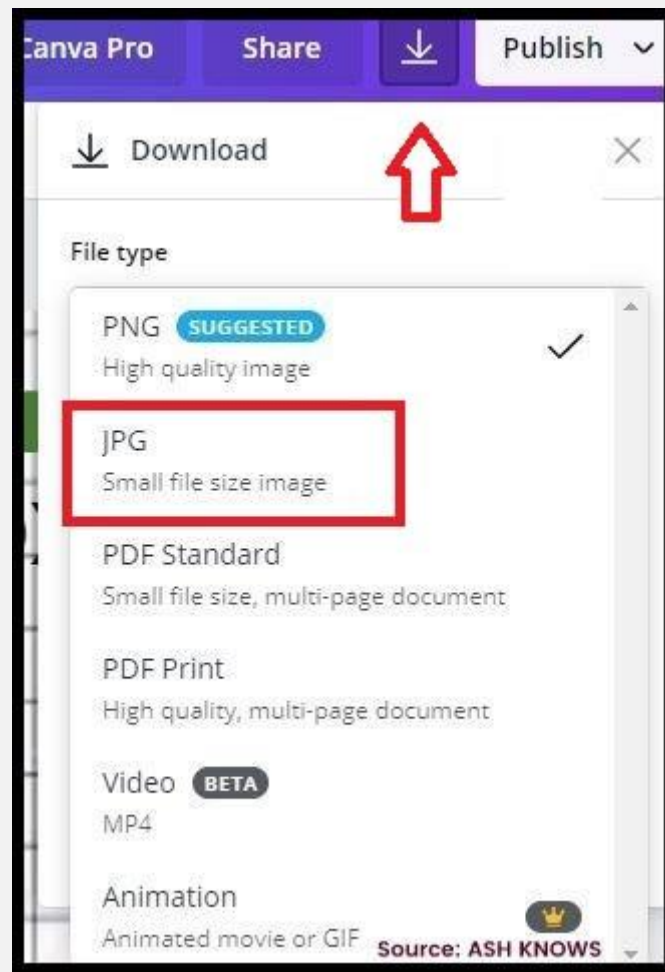 Canva Pro Share Publish
Download
File type
PNG SUGGESTED
High quality image
JPG
Small file size image
PDF Standard
Small file size, multi-page document
PDF Print
High quality, multi-page document
Video BETA
MP4
Animation
Animated movie or GIF
Source: ASH KNOWS